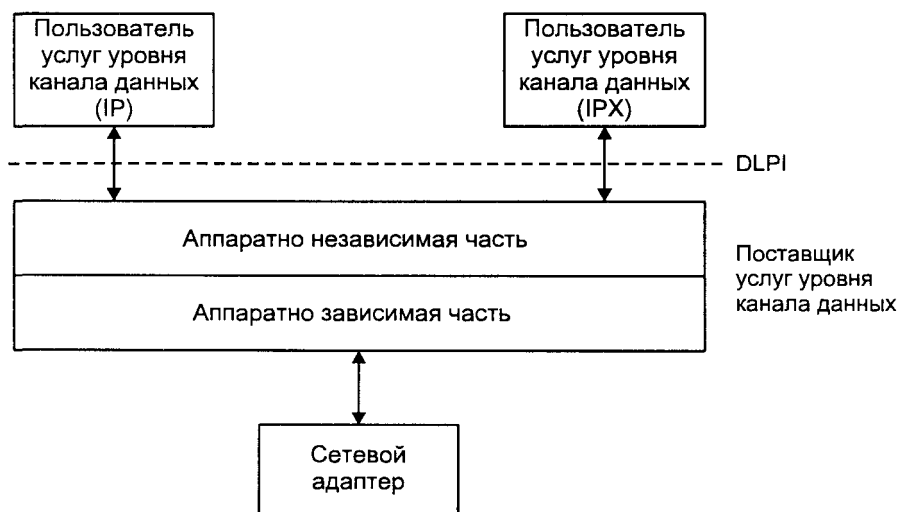 Пользователь
услуг уровня
канала данных
(IP)
Пользователь
услуг уровня
канала данных
(IPX)
DLPI
Аппаратно независимая часть
Аппаратно зависимая часть
Поставщик
услуг уровня
канала данных
Сетевой
адаптер